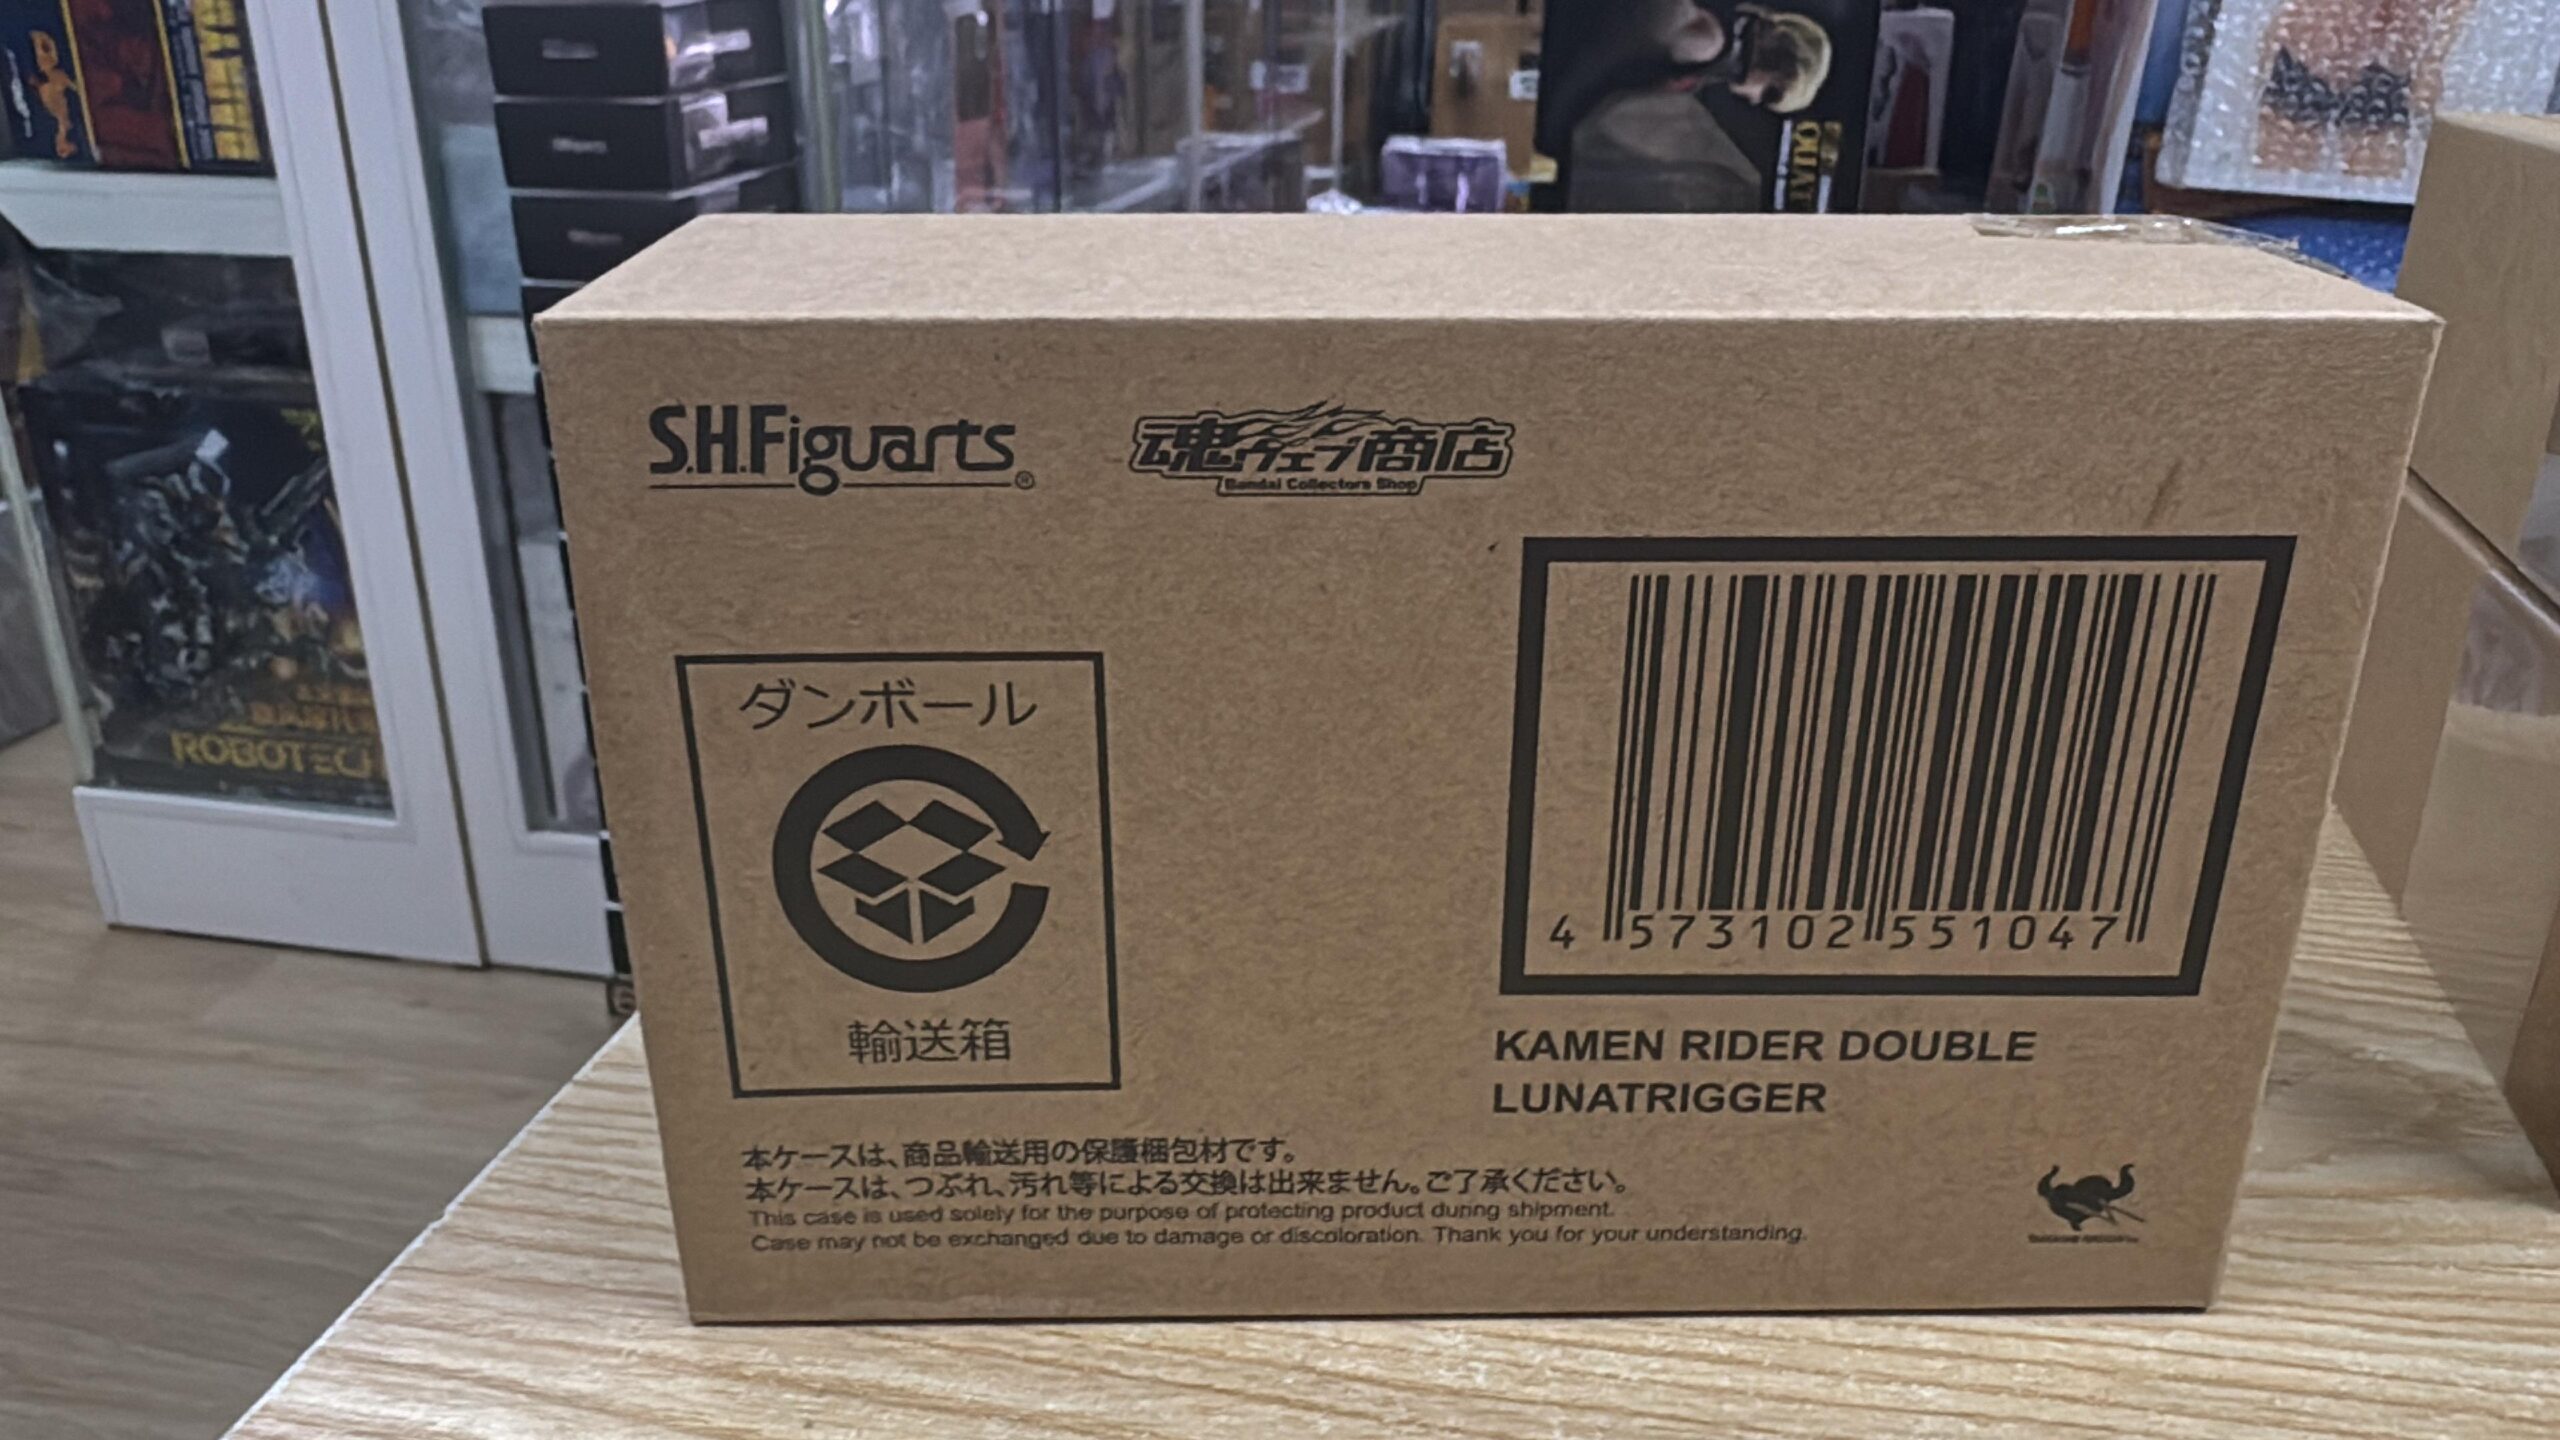 S.H.Figuarts®
魂ウェブ商店
Bandai Collectors Shop
ダンボール
輸送箱
4 573102 551047
KAMEN RIDER DOUBLE
LUNATRIGGER
本ケースは、商品輸送用の保護梱包材です。
本ケースは、つぶれ、汚れ等による交換は出来ません。ご了承ください。
This case is used solely for the purpose of protecting product during shipment.
Case may not be exchanged due to damage or discoloration. Thank you for your understanding.
ROBOTECH